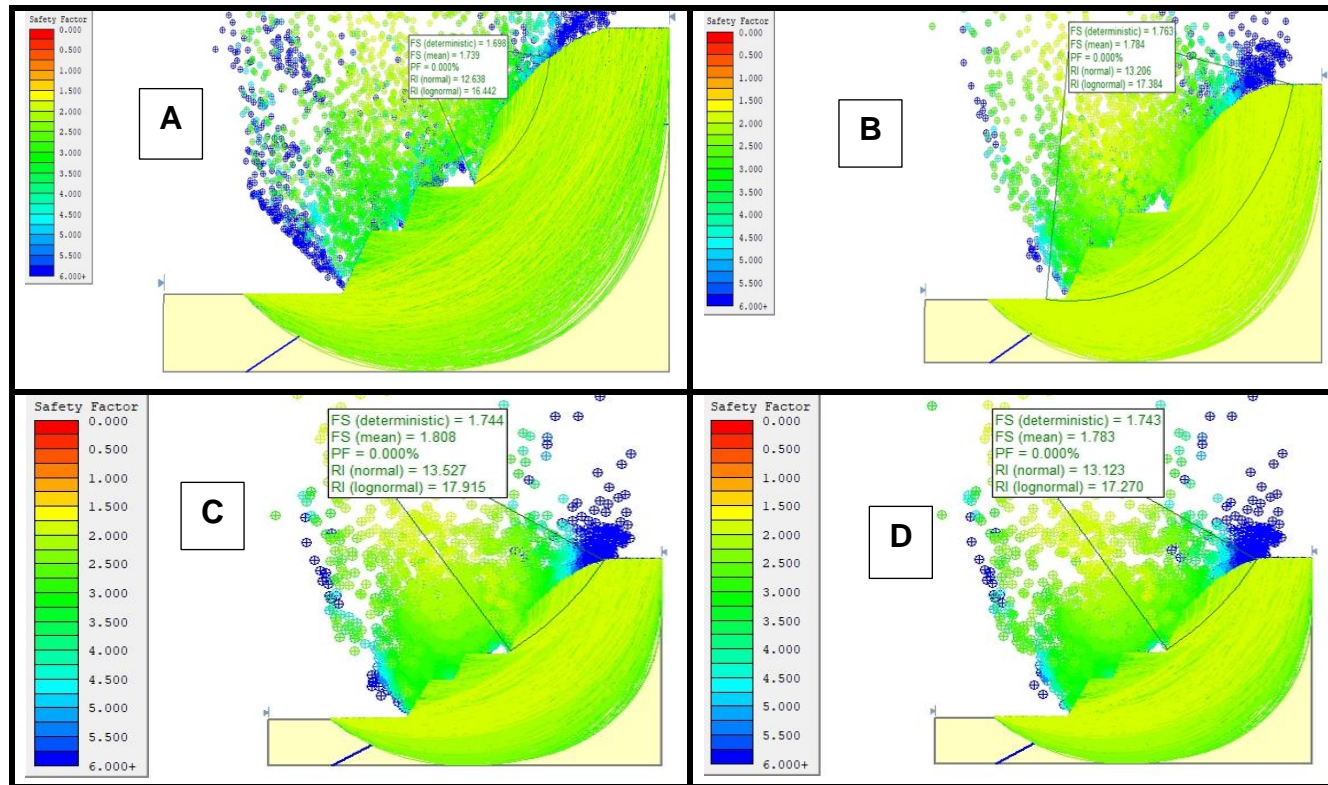 Safety Factor
0.000
0.500
1.000
1.500
2.000
2.500
3.000
3.500
4.000
4.500
5.000
5.500
6.000+
A
FS (deterministic) = 1.698
FS (mean) = 1.739
PF = 0.000%
RI (normal) = 12.638
RI (lognormal) = 16.442
Safety Factor
0.000
0.500
1.000
1.500
2.000
2.500
3.000
3.500
4.000
4.500
5.000
5.500
6.000+
B
FS (deterministic) = 1.763
FS (mean) = 1.784
PF = 0.000%
RI (normal) = 13.206
RI (lognormal) = 17.384
Safety Factor
0.000
0.500
1.000
1.500
2.000
2.500
3.000
3.500
4.000
4.500
5.000
5.500
6.000+
C
FS (deterministic) = 1.744
FS (mean) = 1.808
PF = 0.000%
RI (normal) = 13.527
RI (lognormal) = 17.915
Safety Factor
0.000
0.500
1.000
1.500
2.000
2.500
3.000
3.500
4.000
4.500
5.000
5.500
6.000+
D
FS (deterministic) = 1.743
FS (mean) = 1.783
PF = 0.000%
RI (normal) = 13.123
RI (lognormal) = 17.270